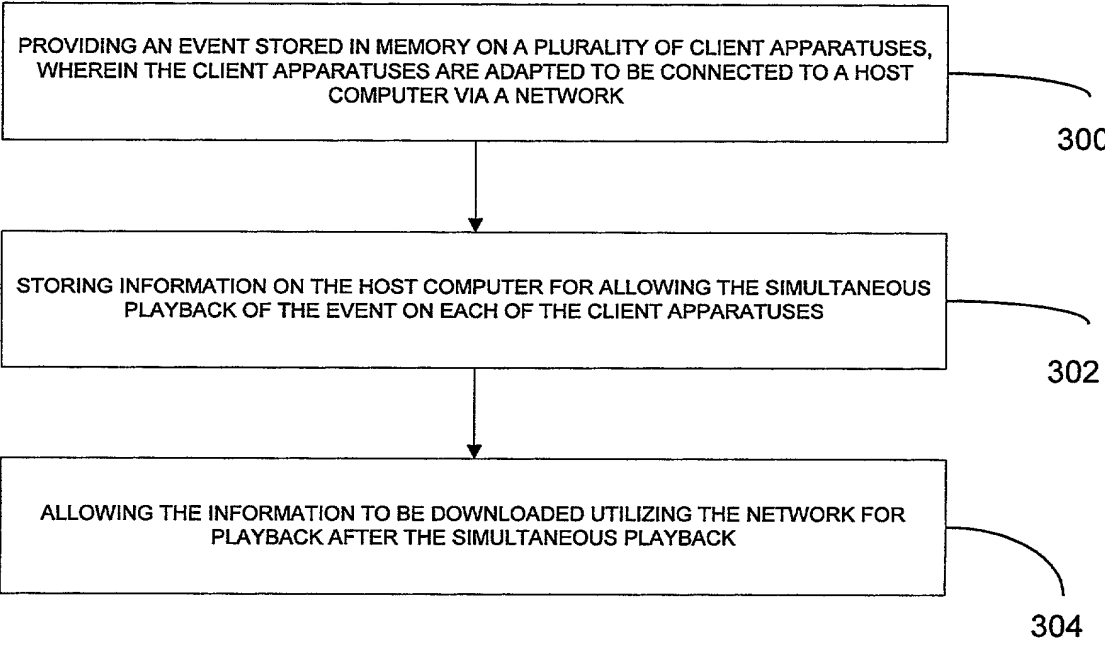 PROVIDING AN EVENT STORED IN MEMORY ON A PLURALITY OF CLIENT APPARATUSES,
WHEREIN THE CLIENT APPARATUSES ARE ADAPTED TO BE CONNECTED TO A HOST
COMPUTER VIA A NETWORK
300
STORING INFORMATION ON THE HOST COMPUTER FOR ALLOWING THE SIMULTANEOUS
PLAYBACK OF THE EVENT ON EACH OF THE CLIENT APPARATUSES
302
ALLOWING THE INFORMATION TO BE DOWNLOADED UTILIZING THE NETWORK FOR
PLAYBACK AFTER THE SIMULTANEOUS PLAYBACK
304